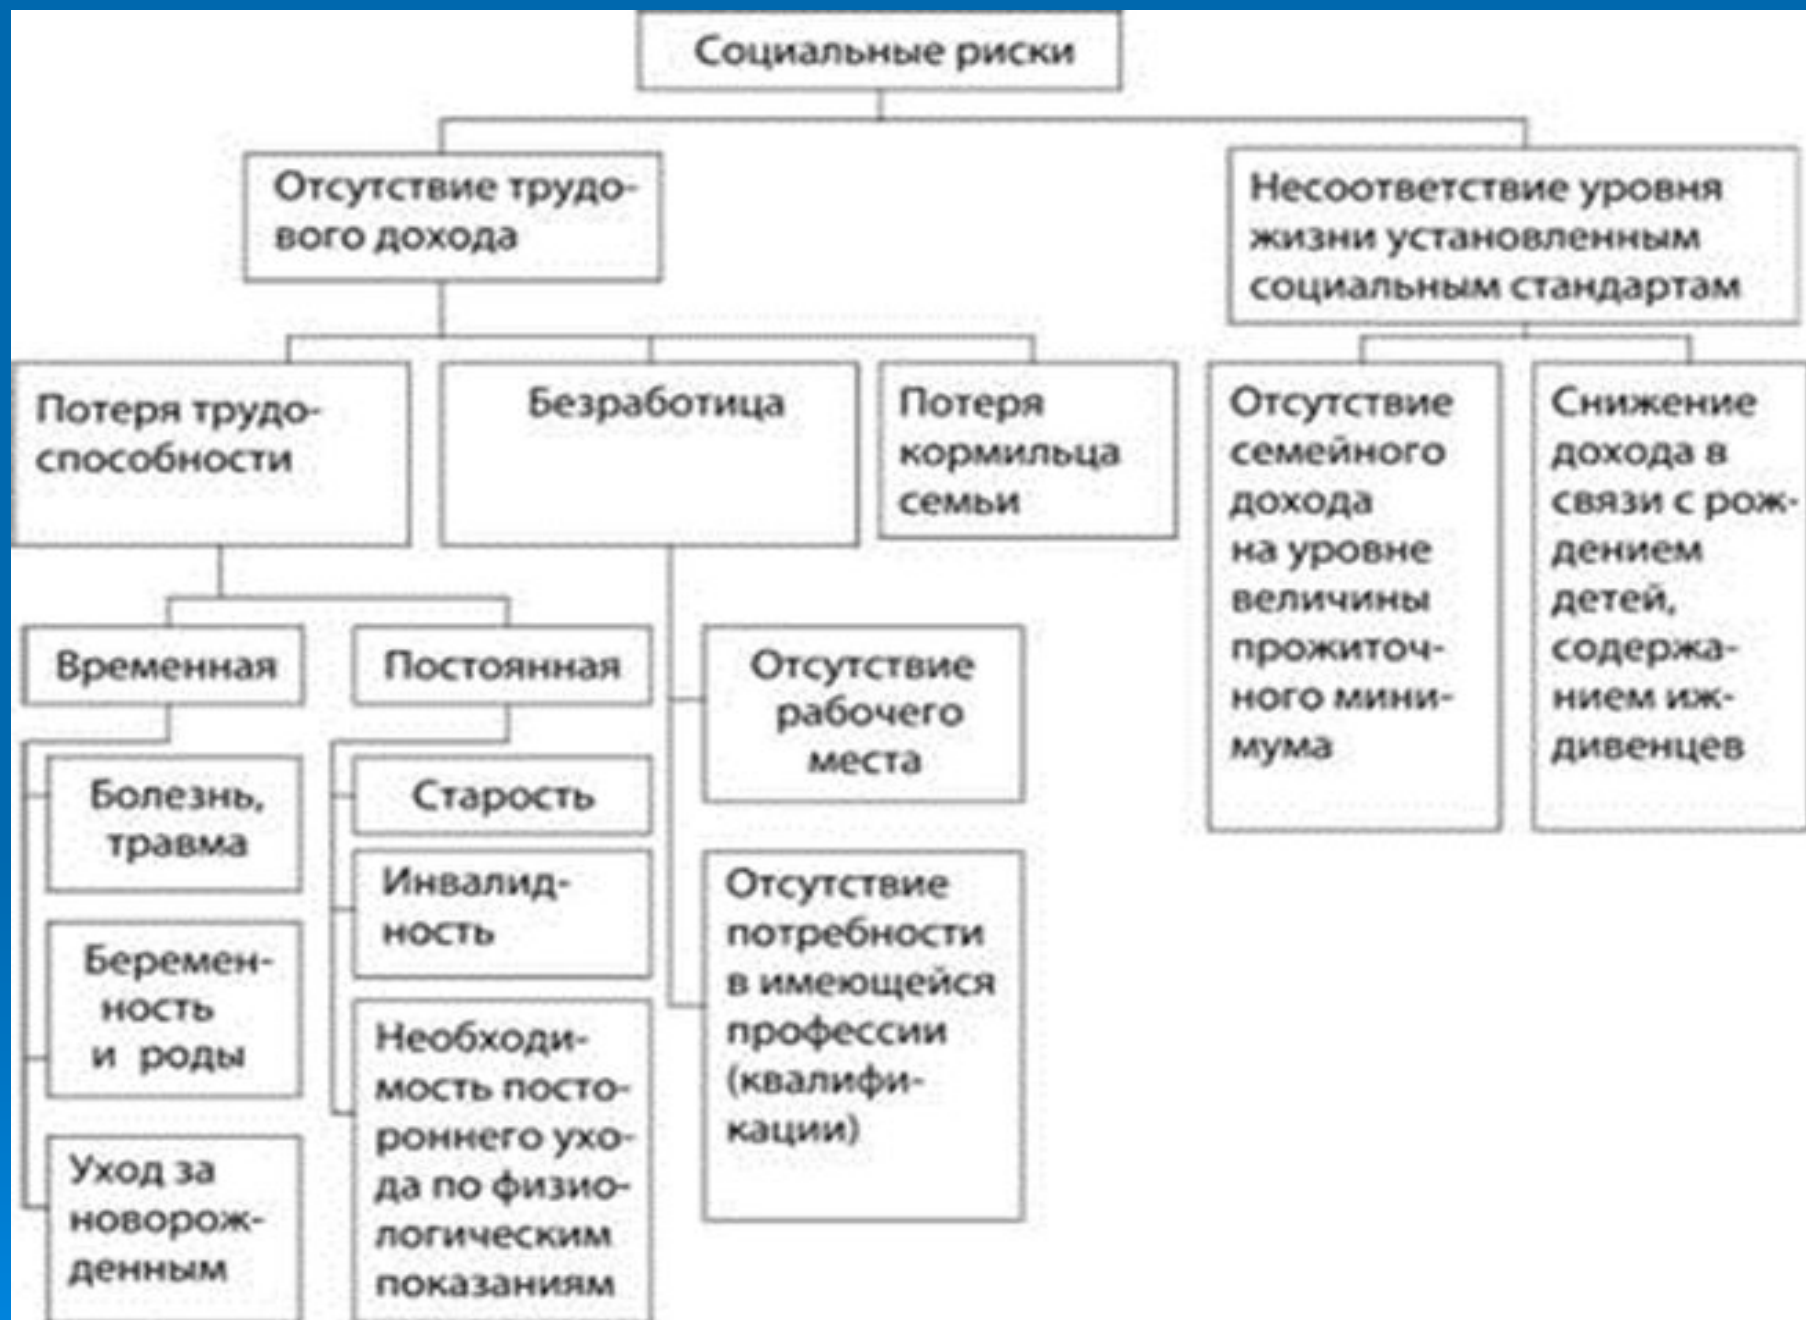 Социальные риски
Отсутствие трудо-
вого дохода
Несоответствие уровня
жизни установленным
социальным стандартам
Потеря трудо-
способности
Безработица
Потеря
кормильца
семьи
Отсутствие
семейного
дохода
на уровне
величины
прожиточ-
ного мини-
мума
Снижение
дохода в
связи с рож-
дением
детей,
содержа-
нием иж-
дивенцев
Временная
Постоянная
Отсутствие
рабочего
места
Болезнь,
травма
Старость
Инвалид-
ность
Отсутствие
потребности
в имеющейся
профессии
(квалифи-
кации)
Беремен-
ность
и роды
Необходи-
мость посто-
роннего ухо-
да по физио-
логическим
показаниям
Уход за
новорож-
денным